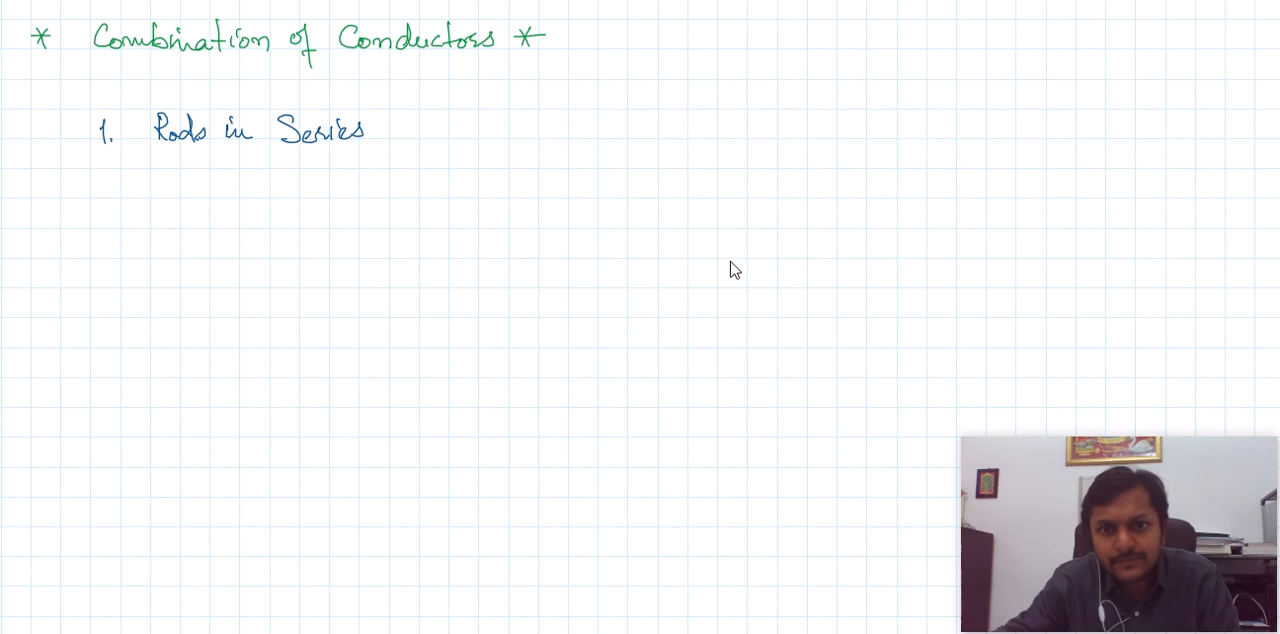 * Combination of Conductors *
1. Rods in Series